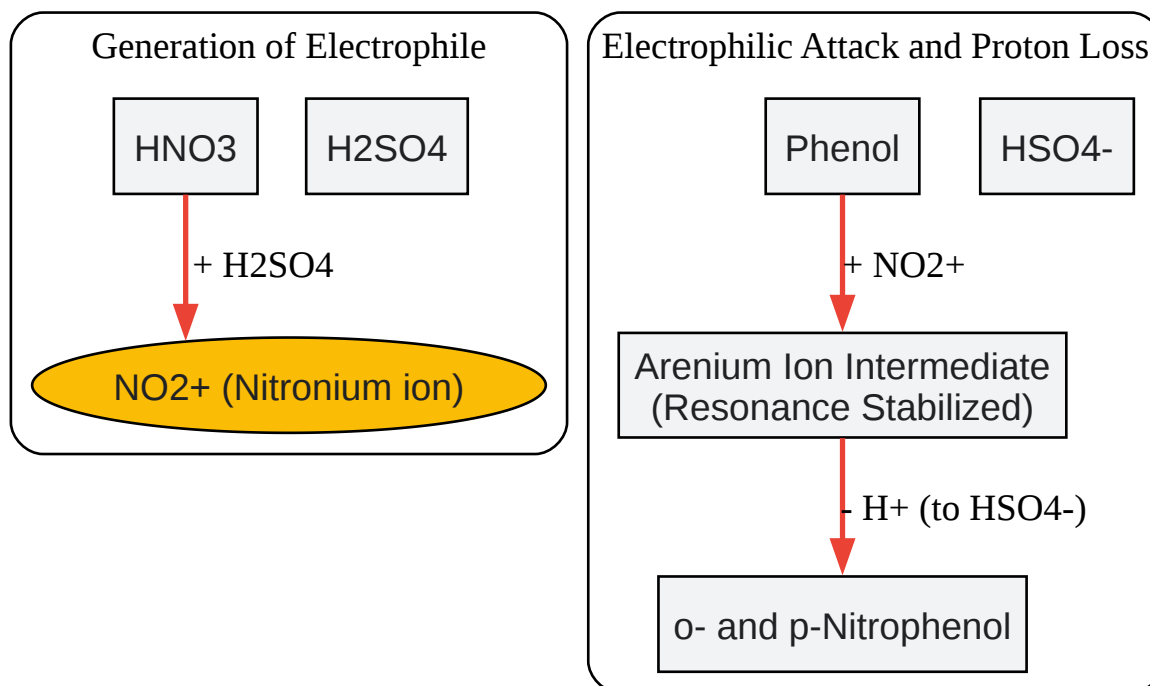 Generation of Electrophile
HNO3
H2SO4
+ H2SO4
NO2+ (Nitronium ion)
Electrophilic Attack and Proton Loss
Phenol
HSO4-
+ NO2+
Arenium Ion Intermediate
(Resonance Stabilized)
- H+ (to HSO4-)
o- and p-Nitrophenol